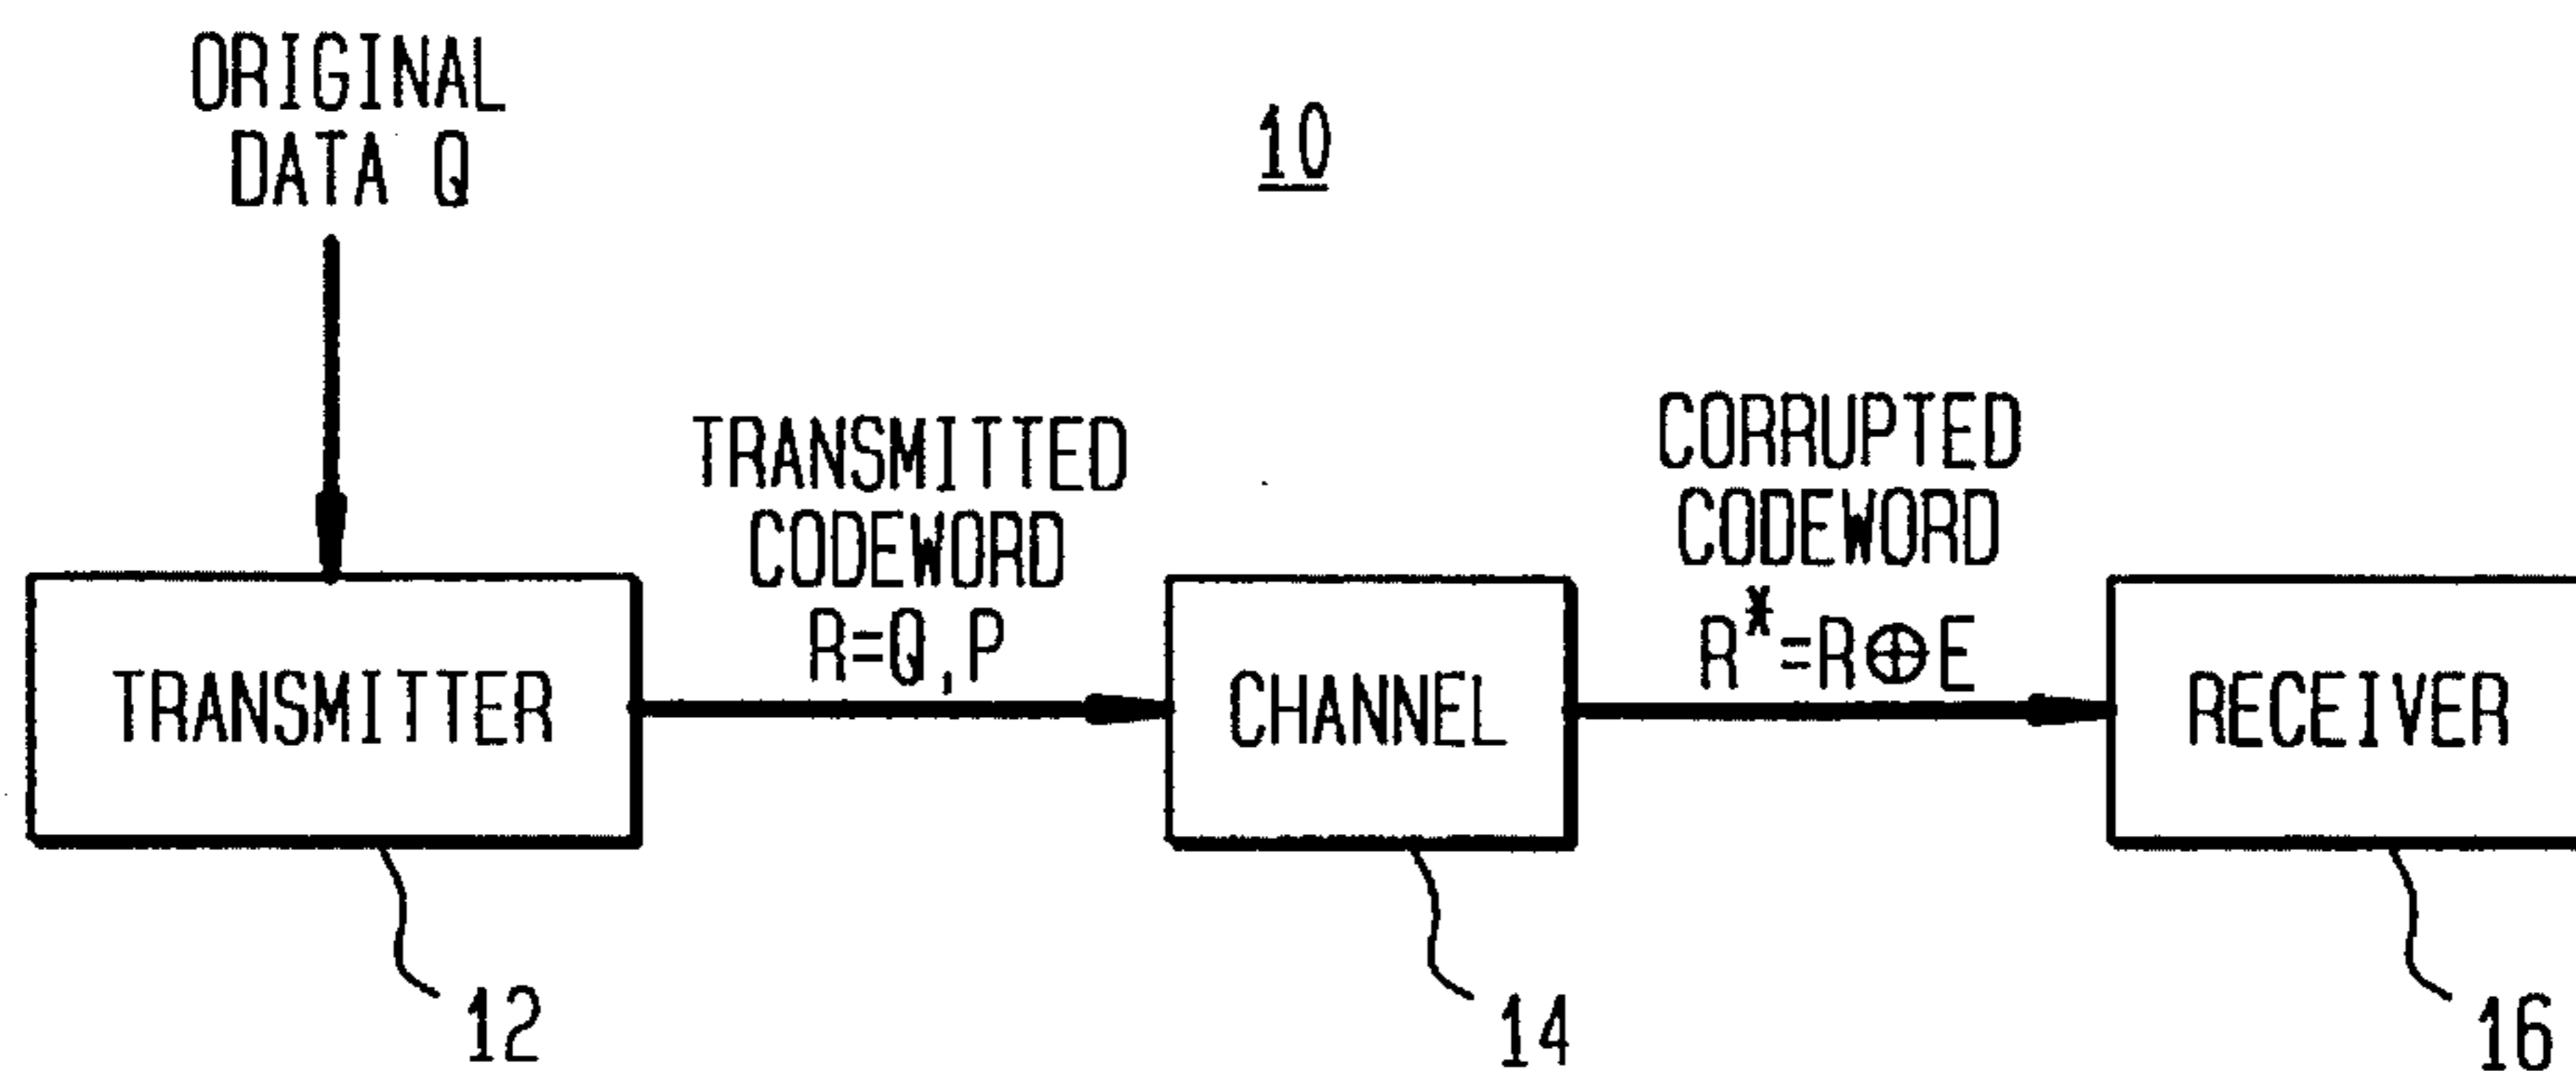 ORIGINAL
DATA Q
10
TRANSMITTED
CODEWORD
R=Q,P
CORRUPTED
CODEWORD
R*=R⊕E
TRANSMITTER
CHANNEL
RECEIVER
12
14
16